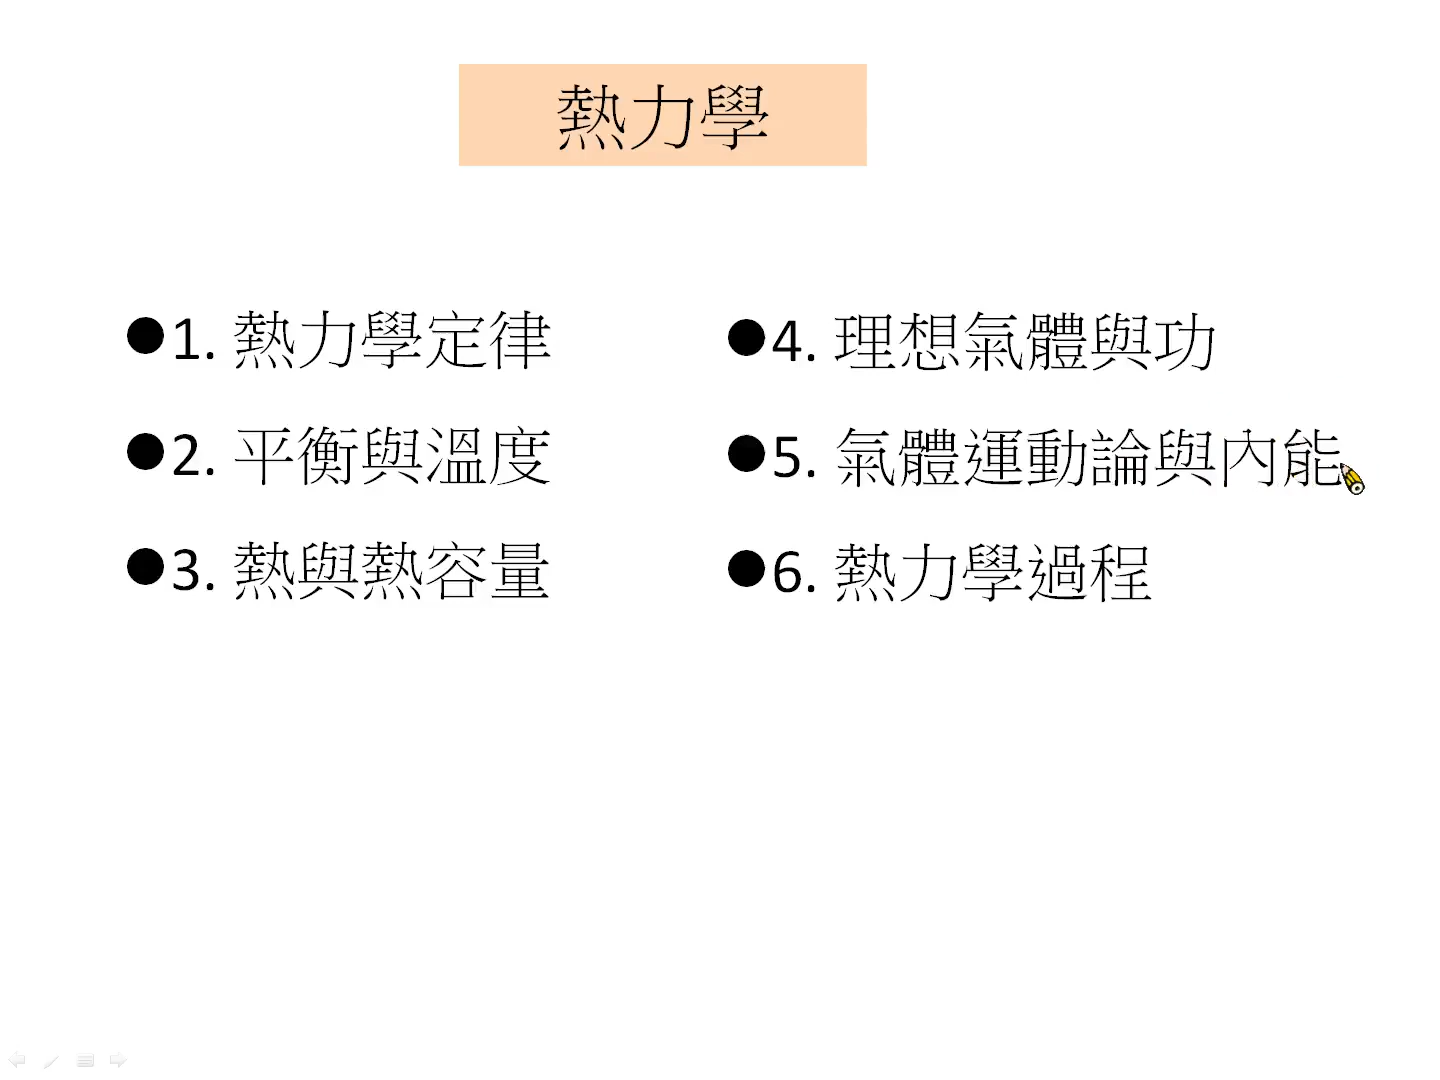 熱力學
●1. 熱力學定律
●2. 平衡與溫度
●3. 熱與熱容量
●4. 理想氣體與功
●5. 氣體運動論與內能
●6. 熱力學過程